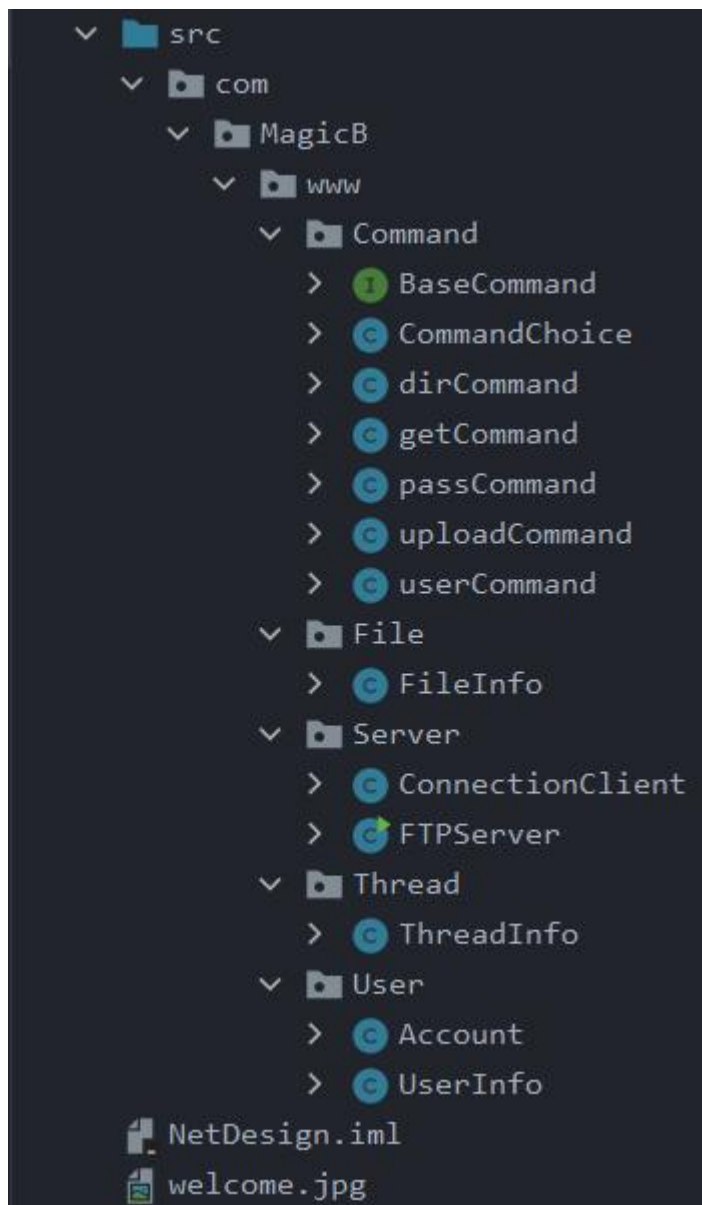 src
com
MagicB
www
Command
BaseCommand
CommandChoice
dirCommand
getCommand
passCommand
uploadCommand
userCommand
File
FileInfo
Server
ConnectionClient
FTPServer
Thread
ThreadInfo
User
Account
UserInfo
NetDesign.iml
welcome.jpg